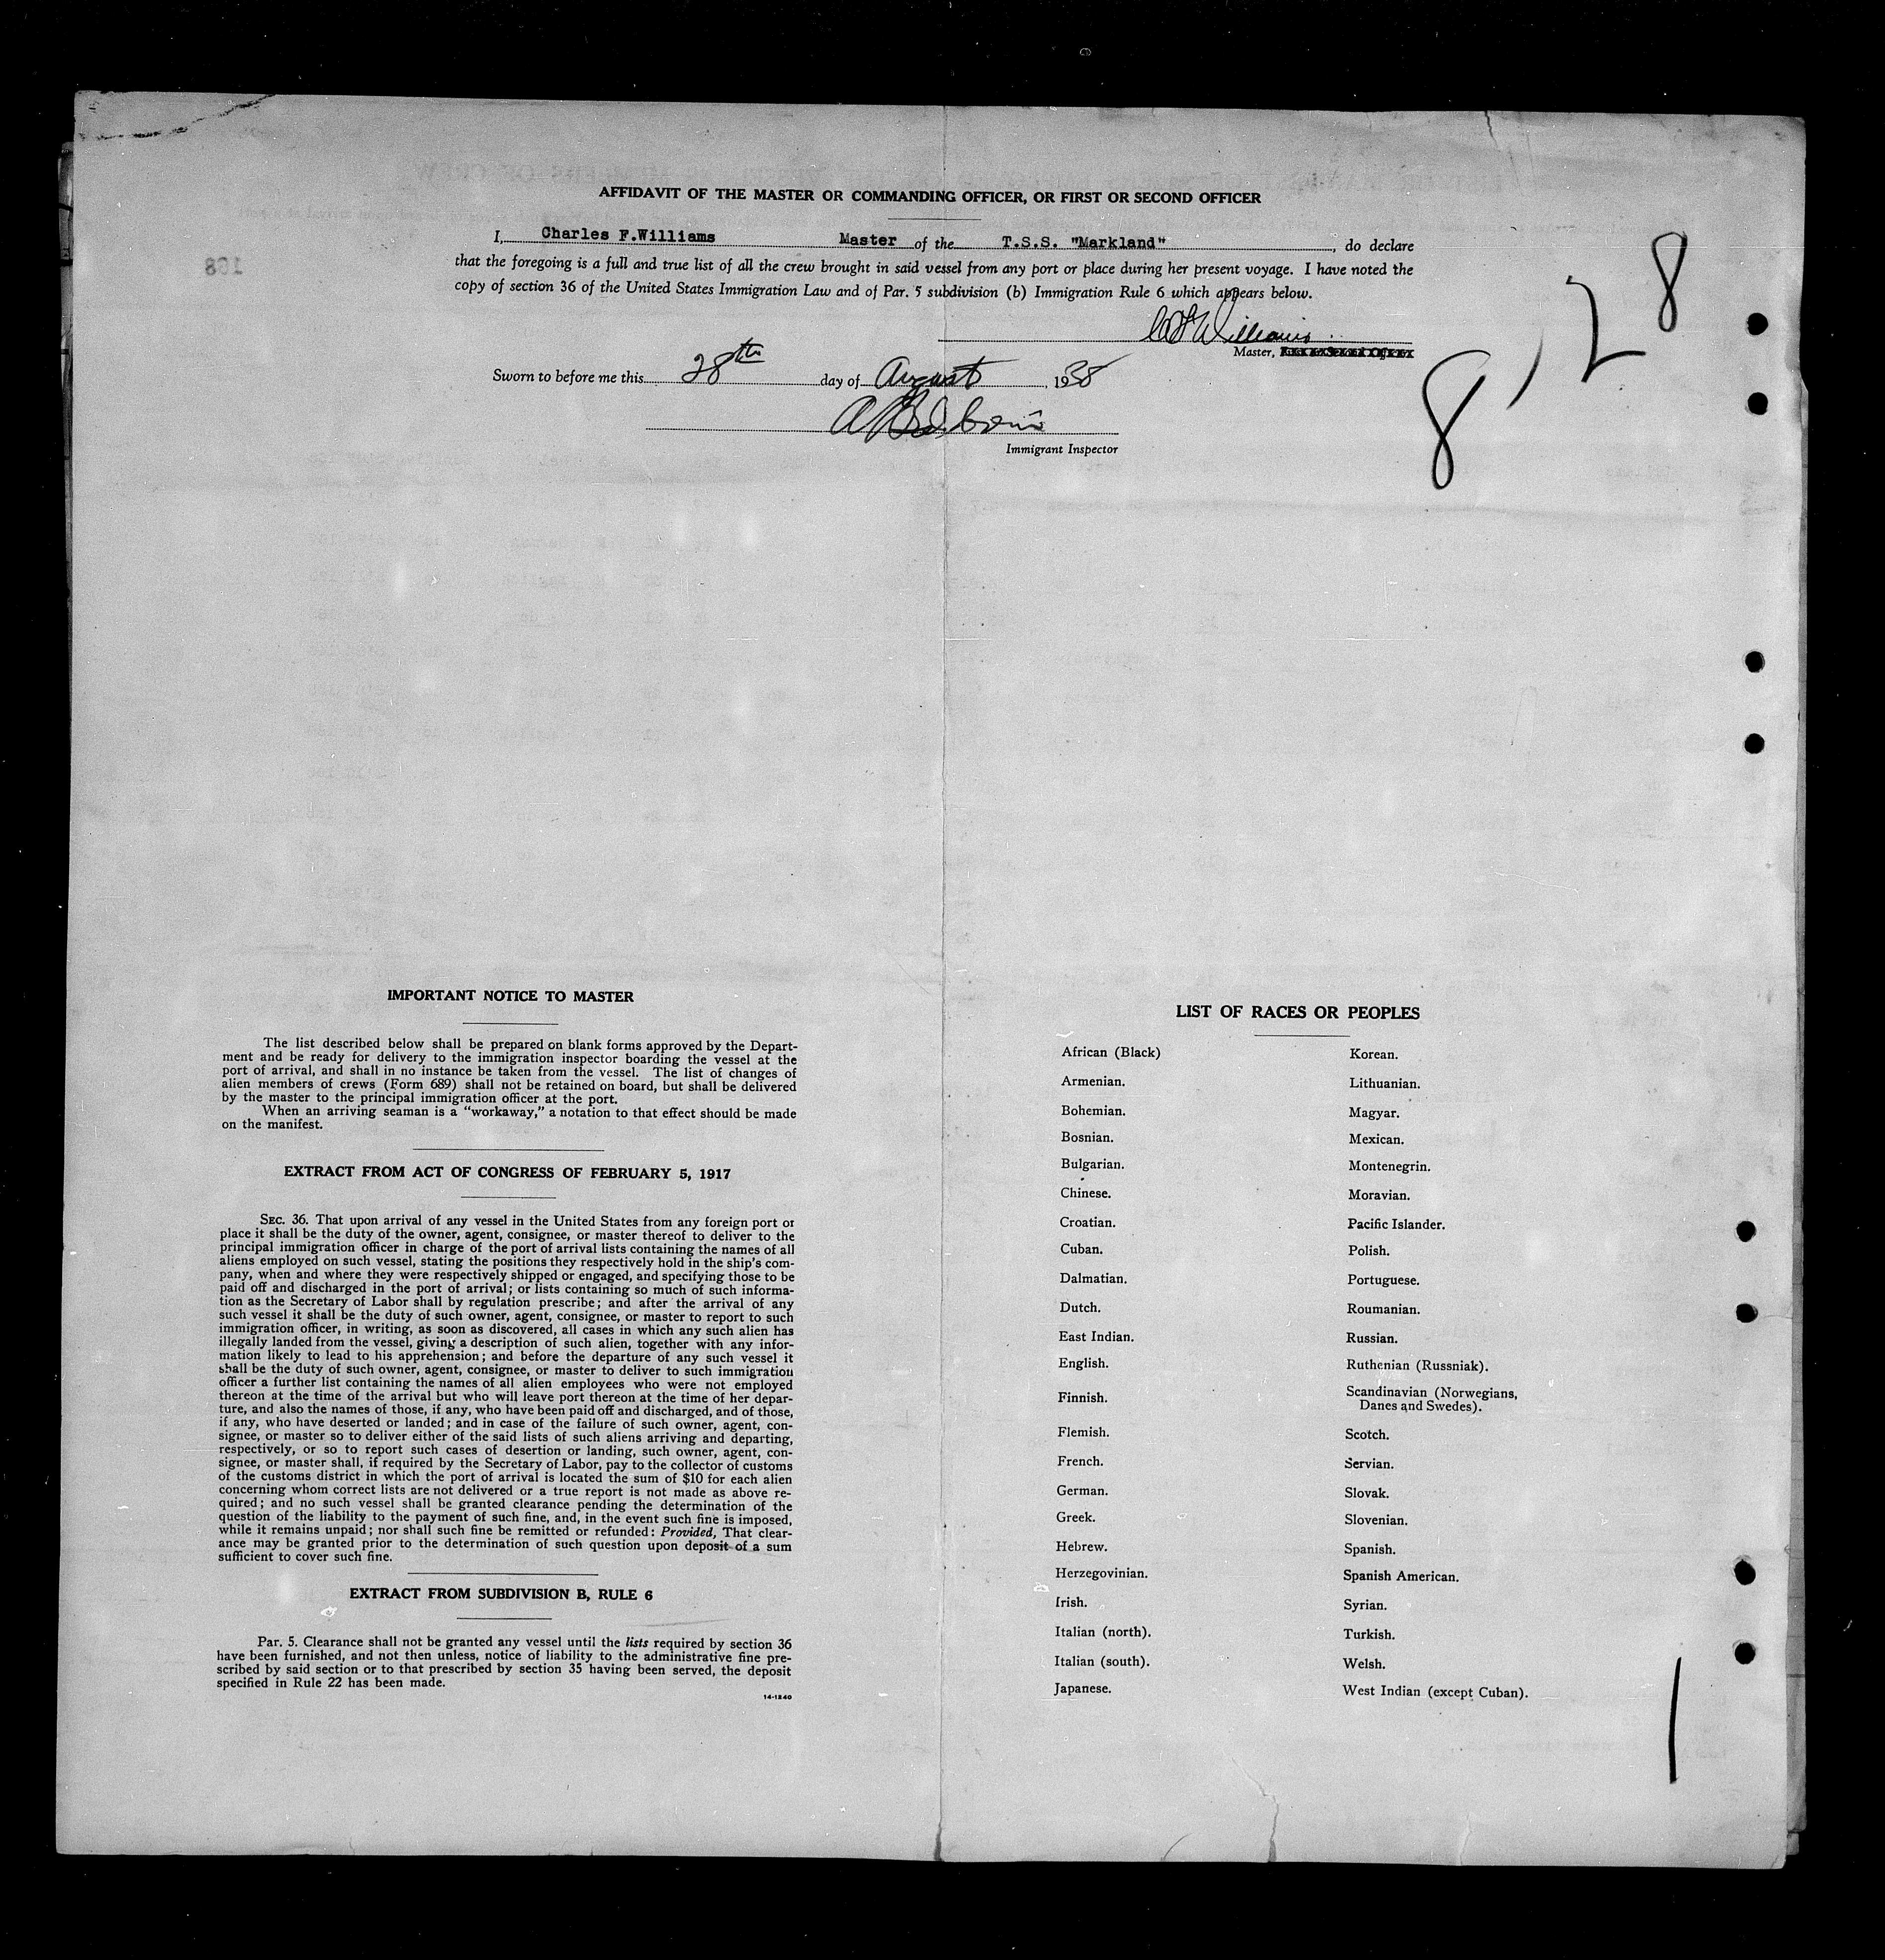 AFFIDAVIT OF THE MASTER OR COMMANDING OFFICER, OR FIRST OR SECOND OFFICER
I, Charles F.Williams Master of the T.S.S. "Markland", do declare
that the foregoing is a full and true list of all the crew brought in said vessel from any port or place during her present voyage. I have noted the
copy of section 36 of the United States Immigration Law and of Par. 5 subdivision (b) Immigration Rule 6 which appears below.
CF Williams
Master,
Sworn to before me this 28th day of August, 1938
Immigrant Inspector
8, 28
108
IMPORTANT NOTICE TO MASTER
The list described below shall be prepared on blank forms approved by the Depart-
ment and be ready for delivery to the immigration inspector boarding the vessel at the
port of arrival, and shall in no instance be taken from the vessel. The list of changes of
alien members of crews (Form 689) shall not be retained on board, but shall be delivered
by the master to the principal immigration officer at the port.
When an arriving seaman is a "workaway," a notation to that effect should be made
on the manifest.
EXTRACT FROM ACT OF CONGRESS OF FEBRUARY 5, 1917
SEC. 36. That upon arrival of any vessel in the United States from any foreign port or
place it shall be the duty of the owner, agent, consignee, or master thereof to deliver to the
principal immigration officer in charge of the port of arrival lists containing the names of all
aliens employed on such vessel, stating the positions they respectively hold in the ship's com-
pany, when and where they were respectively shipped or engaged, and specifying those to be
paid off and discharged in the port of arrival; or lists containing so much of such informa-
tion as the Secretary of Labor shall by regulation prescribe; and after the arrival of any
such vessel it shall be the duty of such owner, agent, consignee, or master to report to such
immigration officer, in writing, as soon as discovered, all cases in which any such alien has
illegally landed from the vessel, giving a description of such alien, together with any infor-
mation likely to lead to his apprehension; and before the departure of any such vessel it
shall be the duty of such owner, agent, consignee, or master to deliver to such immigration
officer a further list containing the names of all alien employees who were not employed
thereon at the time of the arrival but who will leave port thereon at the time of her depar-
ture, and also the names of those, if any, who have been paid off and discharged, and of those,
if any, who have deserted or landed; and in case of the failure of such owner, agent, con-
signee, or master so to deliver either of the said lists of such aliens arriving and departing,
respectively, or so to report such cases of desertion or landing, such owner, agent, con-
signee, or master shall, if required by the Secretary of Labor, pay to the collector of customs
of the customs district in which the port of arrival is located the sum of $10 for each alien
concerning whom correct lists are not delivered or a true report is not made as above re-
quired; and no such vessel shall be granted clearance pending the determination of the
question of the liability to the payment of such fine, and, in the event such fine is imposed,
while it remains unpaid; nor shall such fine be remitted or refunded: Provided, That clear-
ance may be granted prior to the determination of such question upon deposit of a sum
sufficient to cover such fine.
EXTRACT FROM SUBDIVISION B, RULE 6
Par. 5. Clearance shall not be granted any vessel until the lists required by section 36
have been furnished, and not then unless, notice of liability to the administrative fine pre-
scribed by said section or to that prescribed by section 35 having been served, the deposit
specified in Rule 22 has been made.
14-1240
LIST OF RACES OR PEOPLES
African (Black)
Armenian.
Bohemian.
Bosnian.
Bulgarian.
Chinese.
Croatian.
Cuban.
Dalmatian.
Dutch.
East Indian.
English.
Finnish.
Flemish.
French.
German.
Greek.
Hebrew.
Herzegovinian.
Irish.
Italian (north).
Italian (south).
Japanese.
Korean.
Lithuanian.
Magyar.
Mexican.
Montenegrin.
Moravian.
Pacific Islander.
Polish.
Portuguese.
Roumanian.
Russian.
Ruthenian (Russniak).
Scandinavian (Norwegians,
Danes and Swedes).
Scotch.
Servian.
Slovak.
Slovenian.
Spanish.
Spanish American.
Syrian.
Turkish.
Welsh.
West Indian (except Cuban).
1